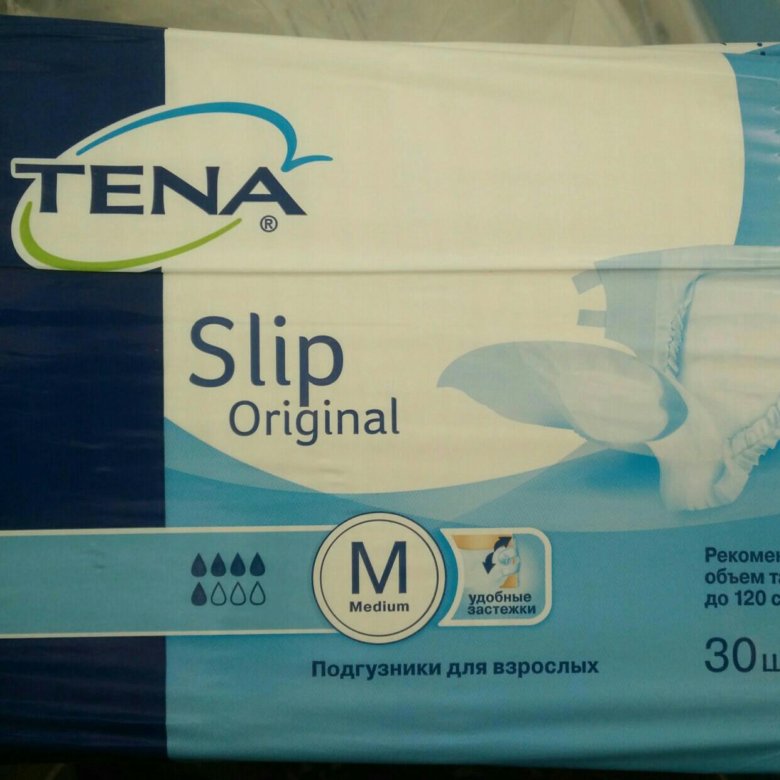 TENA®
Slip
Original
M
Medium
удобные
застежки
Рекомен
объем т
до 120 с
30 ш
Подгузники для взрослых